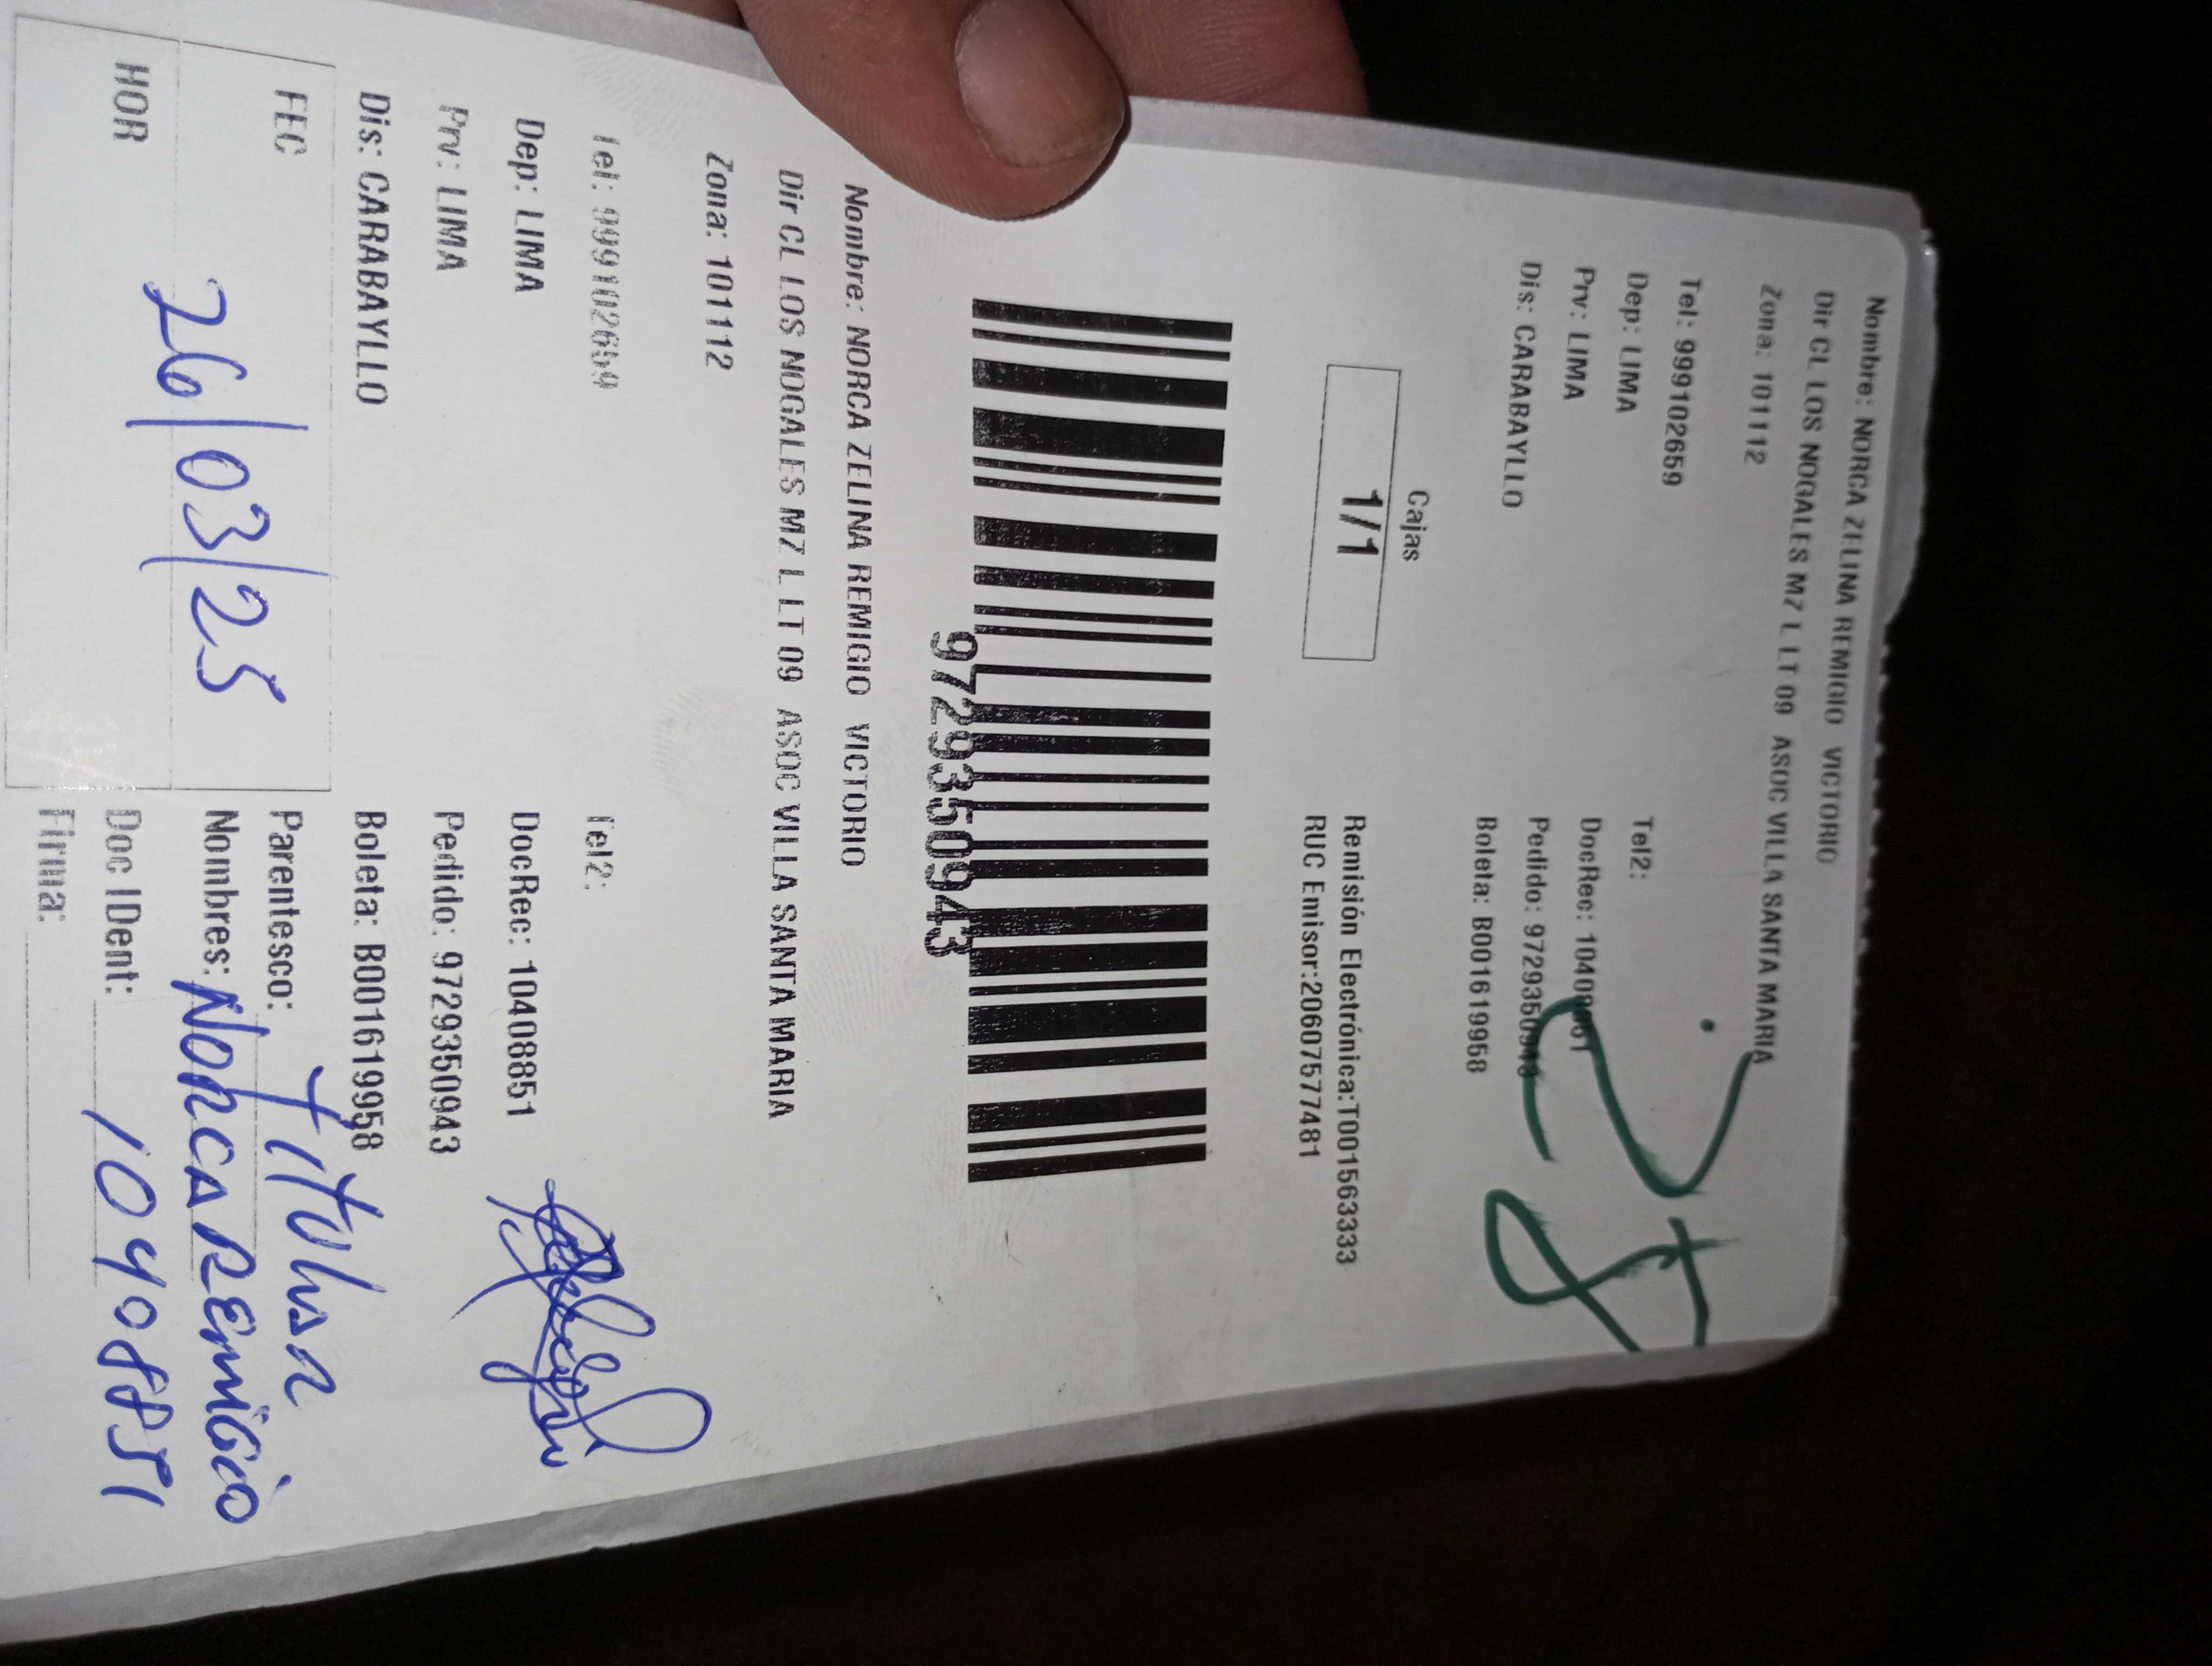 Nombre: NORCA ZELINA REMIGIO VICTORIO
Dir CL LOS NOGALES MZ L LT 09 ASOC VILLA SANTA MARIA
Zona: 101112
Tel: 999102659 Tel2:
Dep: LIMA DocRec: 10408851
Prv: LIMA Pedido: 9729350943
Dis: CARABAYLLO Boleta: B001619958
Cajas
1/1
Remisión Electrónica:T001563333
RUC Emisor:20607577481
9729350943
Nombre: NORCA ZELINA REMIGIO VICTORIO
Dir CL LOS NOGALES MZ L LT 09 ASOC VILLA SANTA MARIA
Zona: 101112
Tel: 999102659 Tel2:
Dep: LIMA DocRec: 10408851
Prv: LIMA Pedido: 9729350943
Dis: CARABAYLLO Boleta: B001619958
FEC 26/03/25 Parentesco: titular
Nombres: NORCA REMIGIO
HOR Doc IDent: 10408851
Firma: